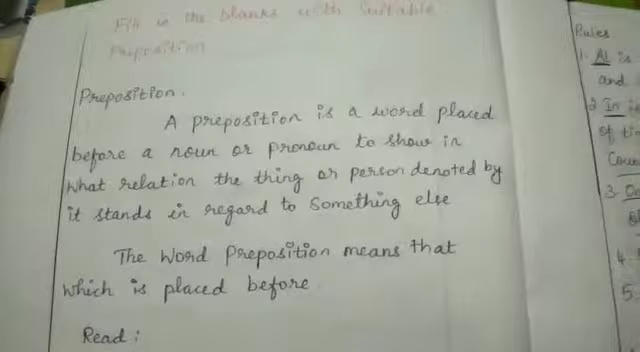 Fill in the blanks with Suitable
Preposition
Preposition.
A preposition is a word placed
before a noun or pronoun to show in
what relation the thing or person denoted by
it stands in regard to Something else
The Word Preposition means that
which is placed before.
Read:
Rules
1. At is
and
2 In
of
3.
4.
5.